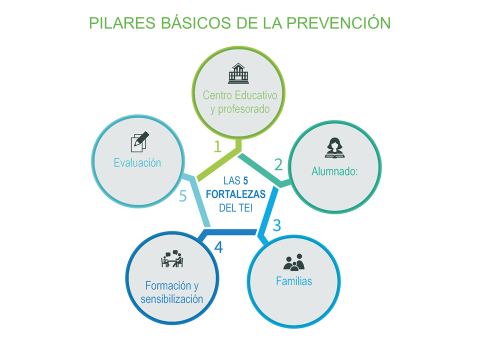 PILARES BÁSICOS DE LA PREVENCIÓN
Centro Educativo
y profesorado
1
2
Alumnado:
Evaluación
5
LAS 5
FORTALEZAS
DEL TEI
3
4
Familias
Formación y
sensibilización